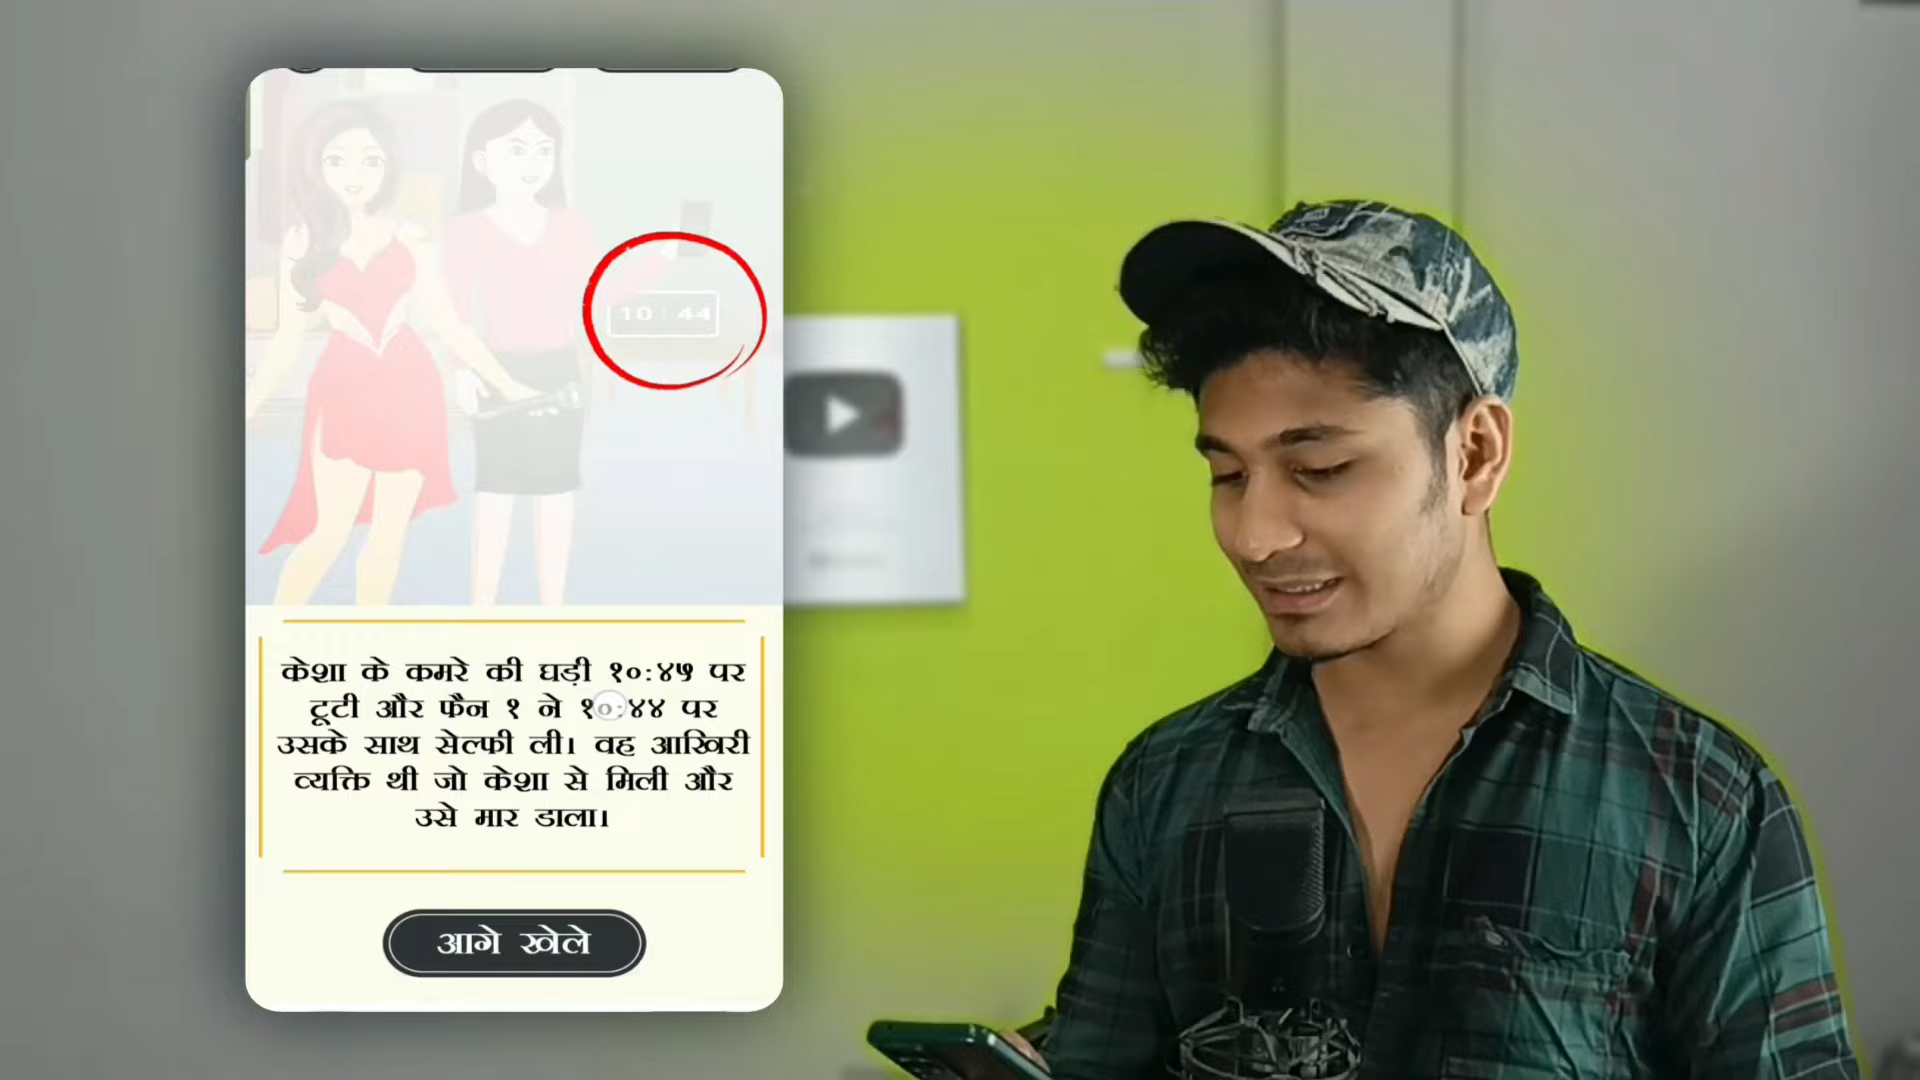 10:44
केशा के कमरे की घड़ी १०:४५ पर
टूटी और फैन १ ने १०:४४ पर
उसके साथ सेल्फी ली। वह आखिरी
व्यक्ति थी जो केशा से मिली और
उसे मार डाला।
आगे खेले